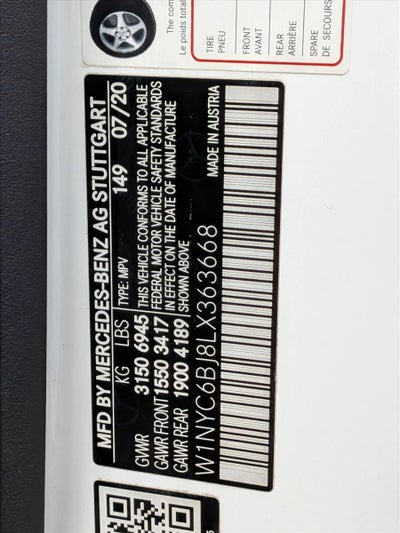 The com
Le poids total
TIRE
PNEU
FRONT
AVANT
REAR
ARRIÈRE
SPARE
DE SECOURS
MFD BY MERCEDES-BENZ AG STUTTGART
KG LBS TYPE: MPV 149 07/20
GVWR 3150 6945 THIS VEHICLE CONFORMS TO ALL APPLICABLE
GAWR FRONT 1550 3417 FEDERAL MOTOR VEHICLE SAFETY STANDARDS
GAWR REAR 1900 4189 IN EFFECT ON THE DATE OF MANUFACTURE
SHOWN ABOVE MADE IN AUSTRIA
W1NYC6BJ8LX363668